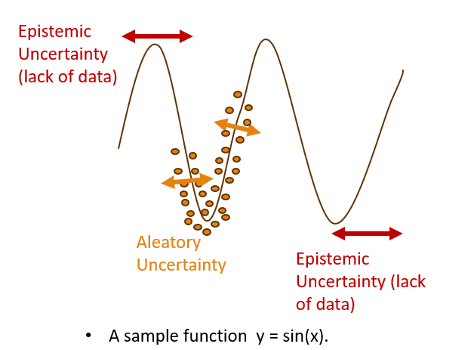 Epistemic
Uncertainty
(lack of data)
Aleatory
Uncertainty
Epistemic
Uncertainty (lack
of data)
• A sample function y = sin(x).